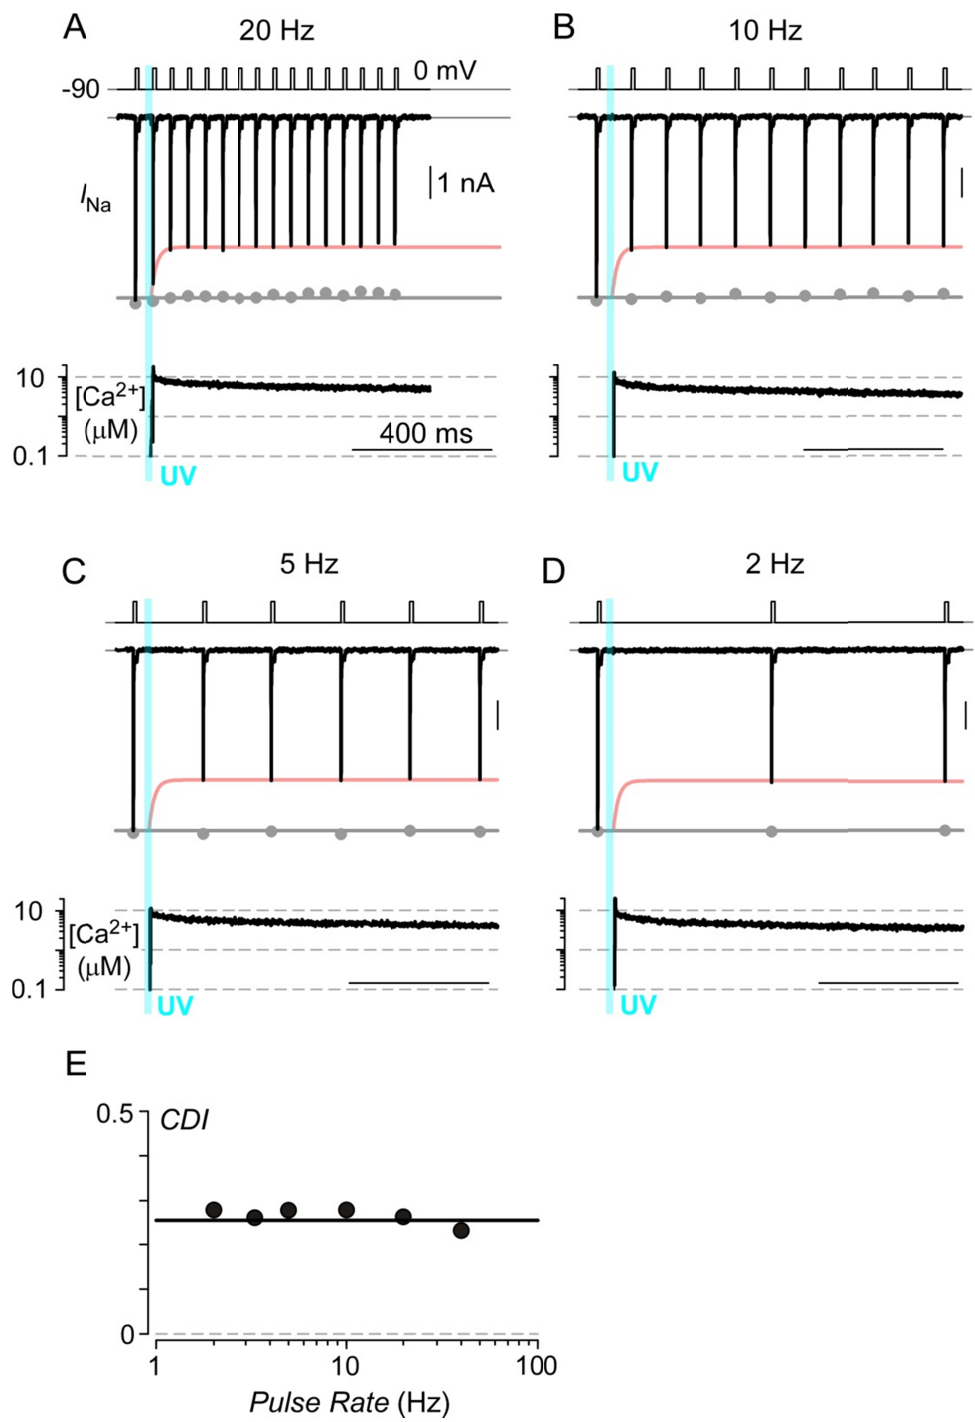 A
20 Hz
B
10 Hz
0 mV
-90
I Na
1 nA
10
[Ca2+]
(μM)
0.1
400 ms
UV
UV
C
5 Hz
D
2 Hz
10
[Ca2+]
(μM)
0.1
UV
UV
E
0.5
CDI
0
1
10
100
Pulse Rate (Hz)